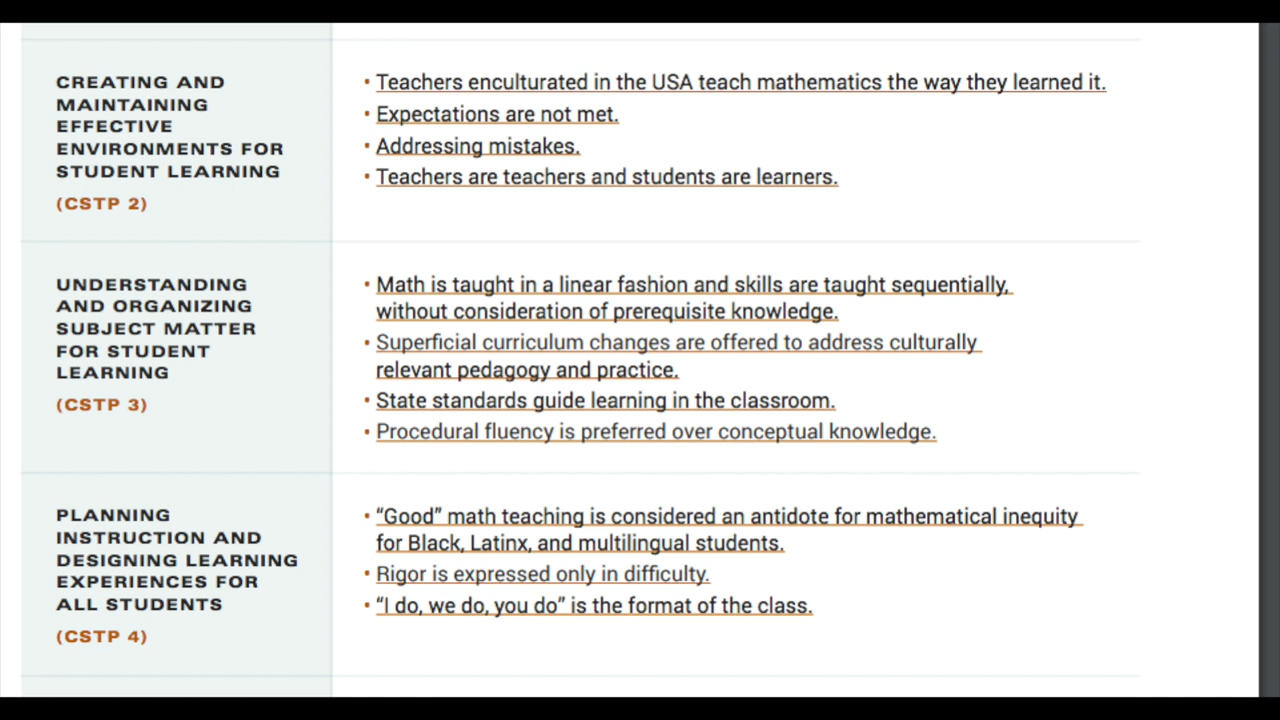 CREATING AND
MAINTAINING
EFFECTIVE
ENVIRONMENTS FOR
STUDENT LEARNING
(CSTP 2)
• Teachers enculturated in the USA teach mathematics the way they learned it.
• Expectations are not met.
• Addressing mistakes.
• Teachers are teachers and students are learners.
UNDERSTANDING
AND ORGANIZING
SUBJECT MATTER
FOR STUDENT
LEARNING
(CSTP 3)
• Math is taught in a linear fashion and skills are taught sequentially,
without consideration of prerequisite knowledge.
• Superficial curriculum changes are offered to address culturally
relevant pedagogy and practice.
• State standards guide learning in the classroom.
• Procedural fluency is preferred over conceptual knowledge.
PLANNING
INSTRUCTION AND
DESIGNING LEARNING
EXPERIENCES FOR
ALL STUDENTS
(CSTP 4)
• “Good” math teaching is considered an antidote for mathematical inequity
for Black, Latinx, and multilingual students.
• Rigor is expressed only in difficulty.
• “I do, we do, you do” is the format of the class.